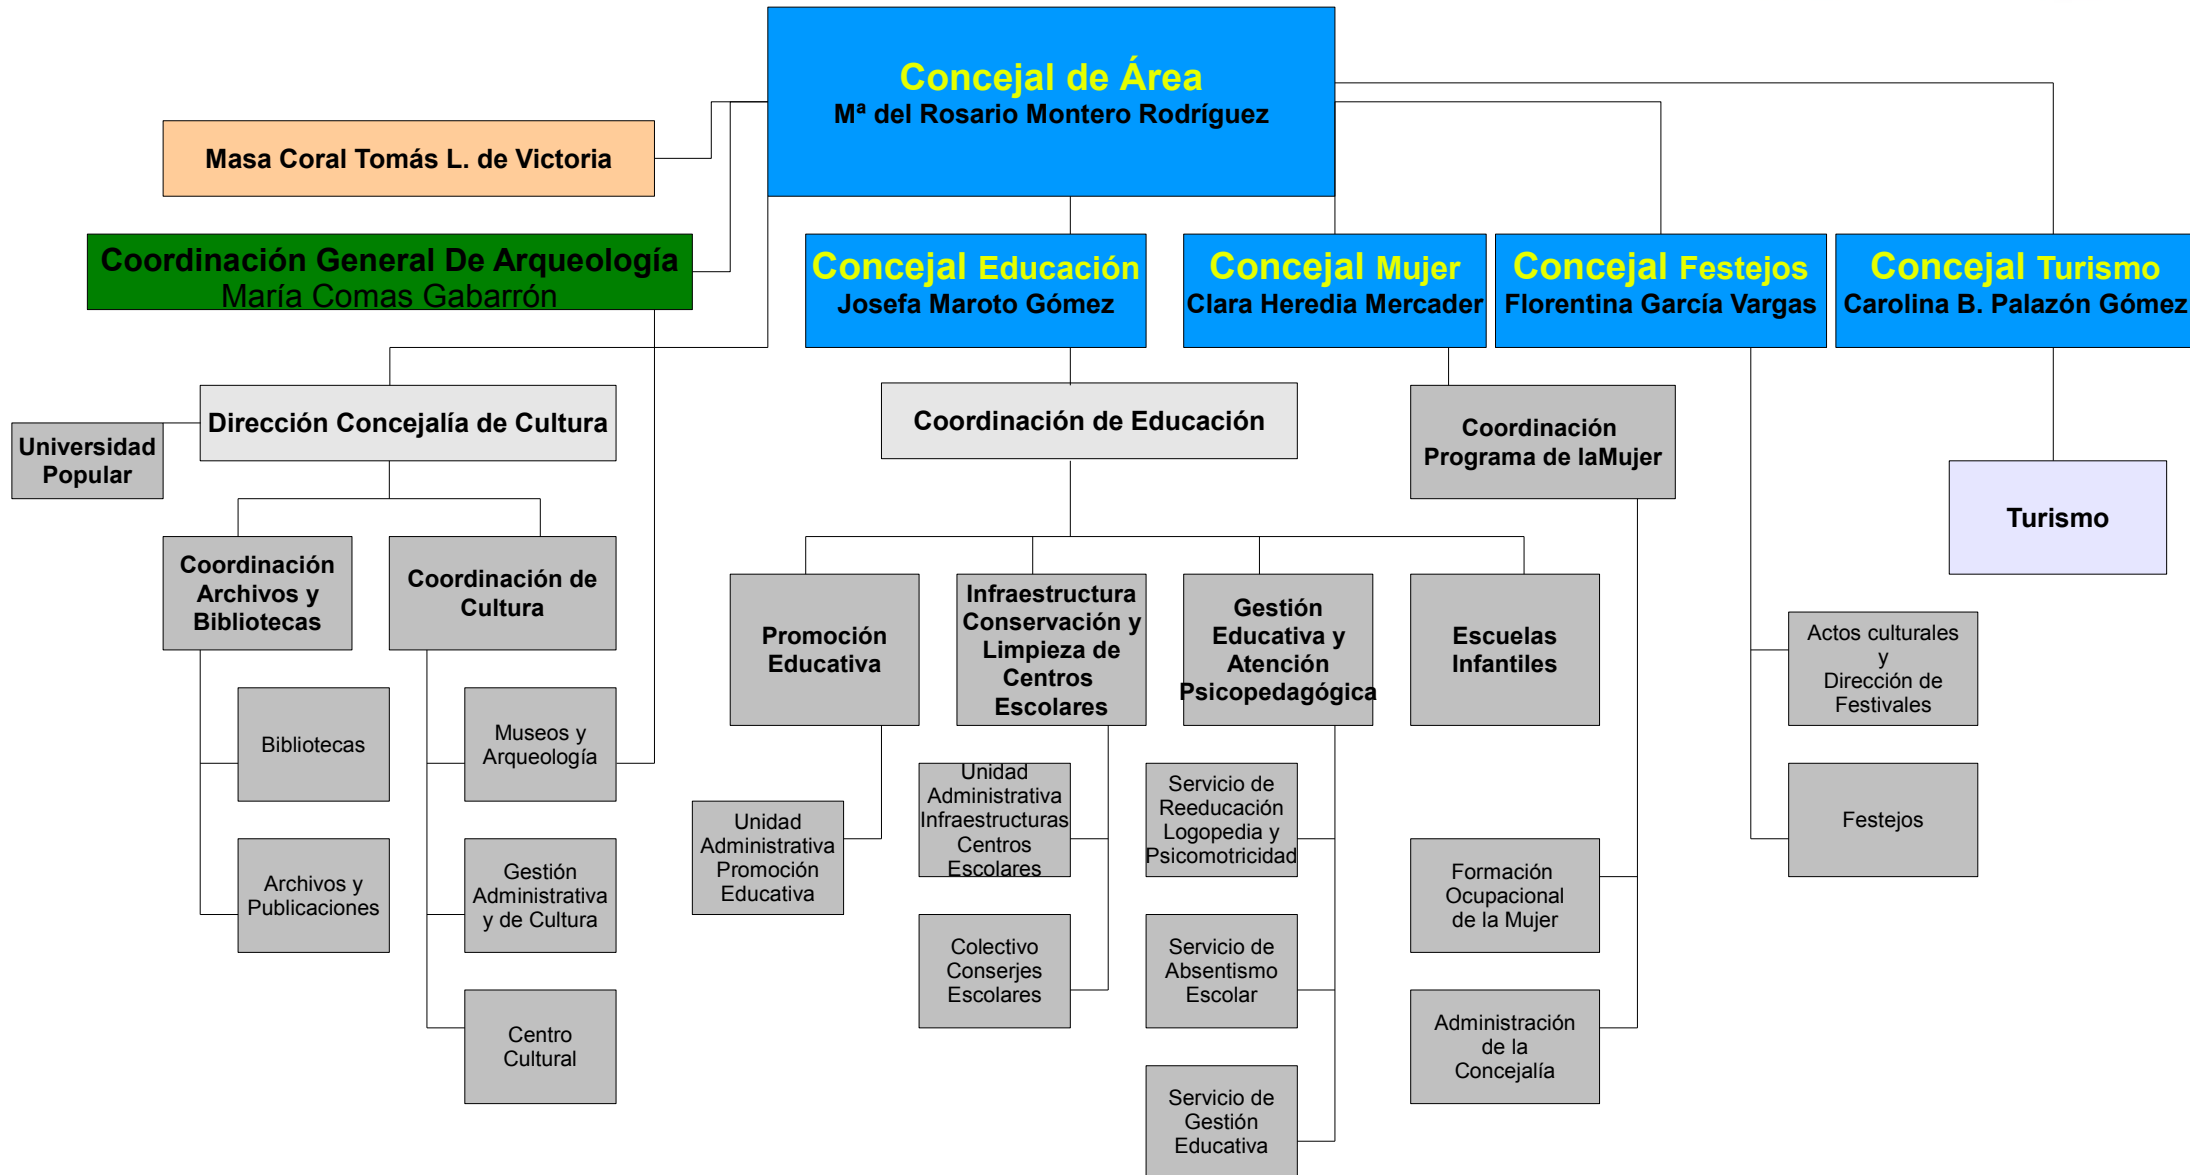 Concejal de Área
Mª del Rosario Montero Rodríguez
Masa Coral Tomás L. de Victoria
Coordinación General De Arqueología
María Comas Gabarrón
Concejal Educación
Josefa Maroto Gómez
Concejal Mujer
Clara Heredia Mercader
Concejal Festejos
Florentina García Vargas
Concejal Turismo
Carolina B. Palazón Gómez
Dirección Concejalía de Cultura
Universidad
Popular
Coordinación de Educación
Coordinación
Programa de laMujer
Turismo
Coordinación
Archivos y
Bibliotecas
Coordinación de
Cultura
Promoción
Educativa
Infraestructura
Conservación y
Limpieza de
Centros
Escolares
Gestión
Educativa y
Atención
Psicopedagógica
Escuelas
Infantiles
Actos culturales
y
Dirección de
Festivales
Bibliotecas
Museos y
Arqueología
Unidad
Administrativa
Promoción
Educativa
Unidad
Administrativa
Infraestructuras
Centros
Escolares
Servicio de
Reeducación
Logopedia y
Psicomotricidad
Festejos
Archivos y
Publicaciones
Gestión
Administrativa
y de Cultura
Formación
Ocupacional
de la Mujer
Colectivo
Conserjes
Escolares
Servicio de
Absentismo
Escolar
Centro
Cultural
Administración
de la
Concejalía
Servicio de
Gestión
Educativa